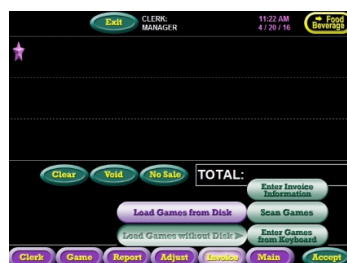 Exit
CLERK:
MANAGER
11:22 AM
4 / 20 / 16
Food
Beverage
Clear
Void
No Sale
TOTAL:
Enter Invoice
Information
Load Games from Disk
Scan Games
Load Games without Disk
Enter Games
from Keyboard
Clerk
Game
Report
Adjust
Invoice
Main
Accept